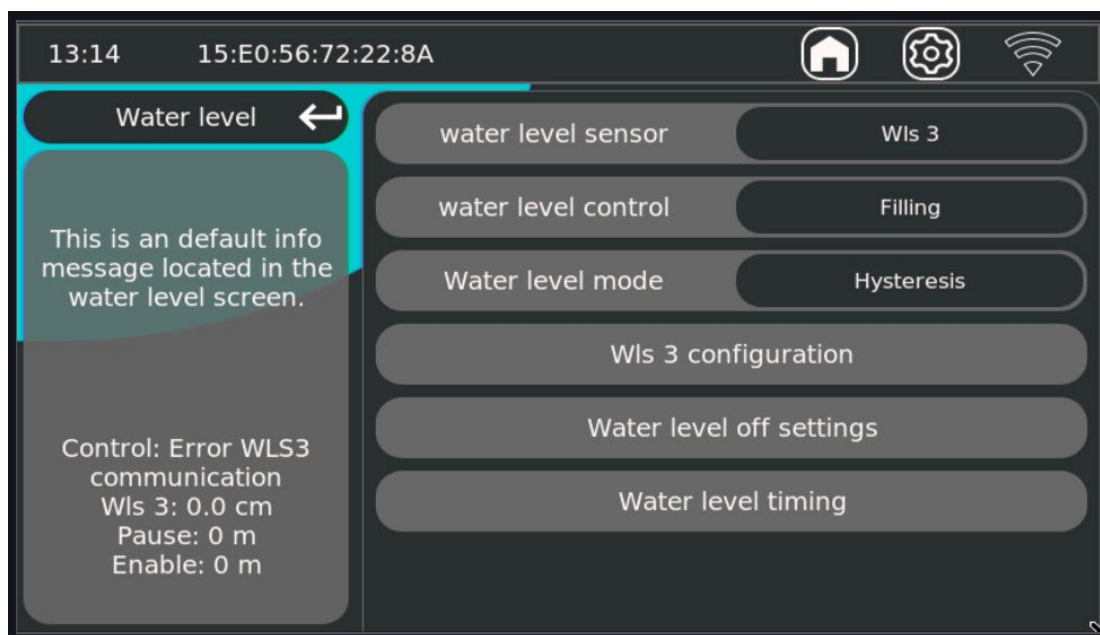 13:14 15:E0:56:72:22:8A
Water level
This is an default info
message located in the
water level screen.
Control: Error WLS3
communication
Wls 3: 0.0 cm
Pause: 0 m
Enable: 0 m
water level sensor Wls 3
water level control Filling
Water level mode Hysteresis
Wls 3 configuration
Water level off settings
Water level timing